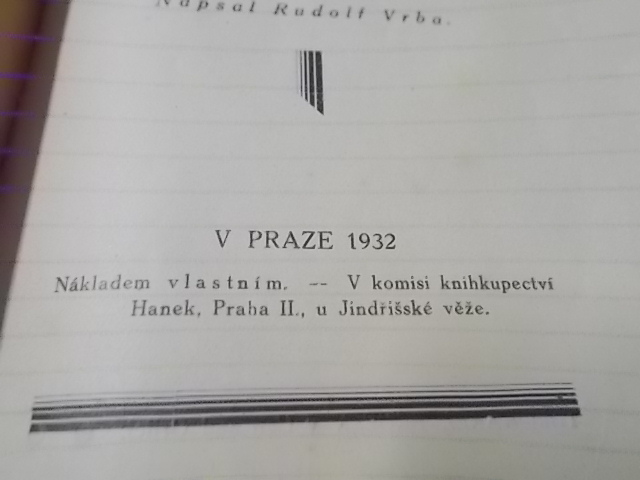 Napsal Rudolf Vrba.
V PRAZE 1932
Nákladem vlastním. -- V komisi knihkupectví
Hanek, Praha II., u Jindřišské věže.